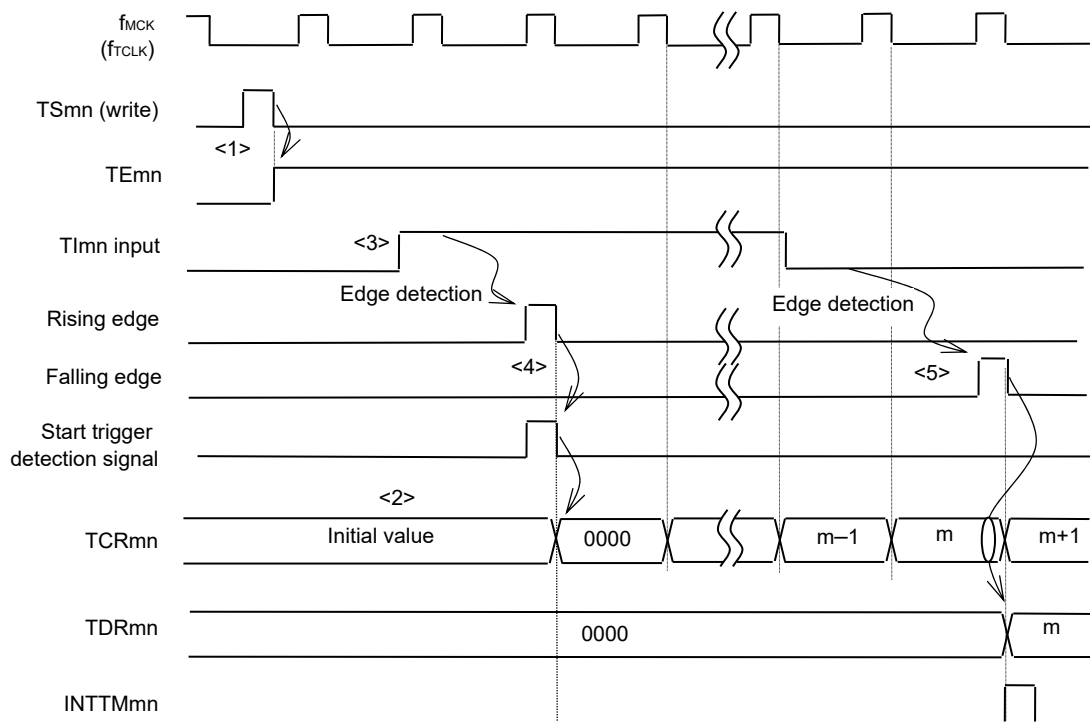 fMCK
(fTCLK)
TSmn (write)
<1>
TEmn
TImn input
<3>
Edge detection
Edge detection
Rising edge
<4>
<5>
Falling edge
Start trigger
detection signal
<2>
TCRmn
Initial value
0000
m–1
m
m+1
TDRmn
0000
m
INTTMmn